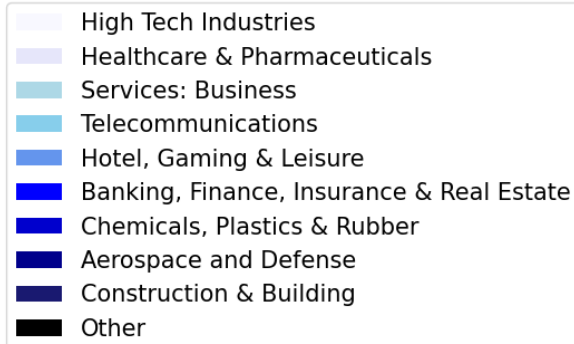 High Tech Industries
Healthcare & Pharmaceuticals
Services: Business
Telecommunications
Hotel, Gaming & Leisure
Banking, Finance, Insurance & Real Estate
Chemicals, Plastics & Rubber
Aerospace and Defense
Construction & Building
Other